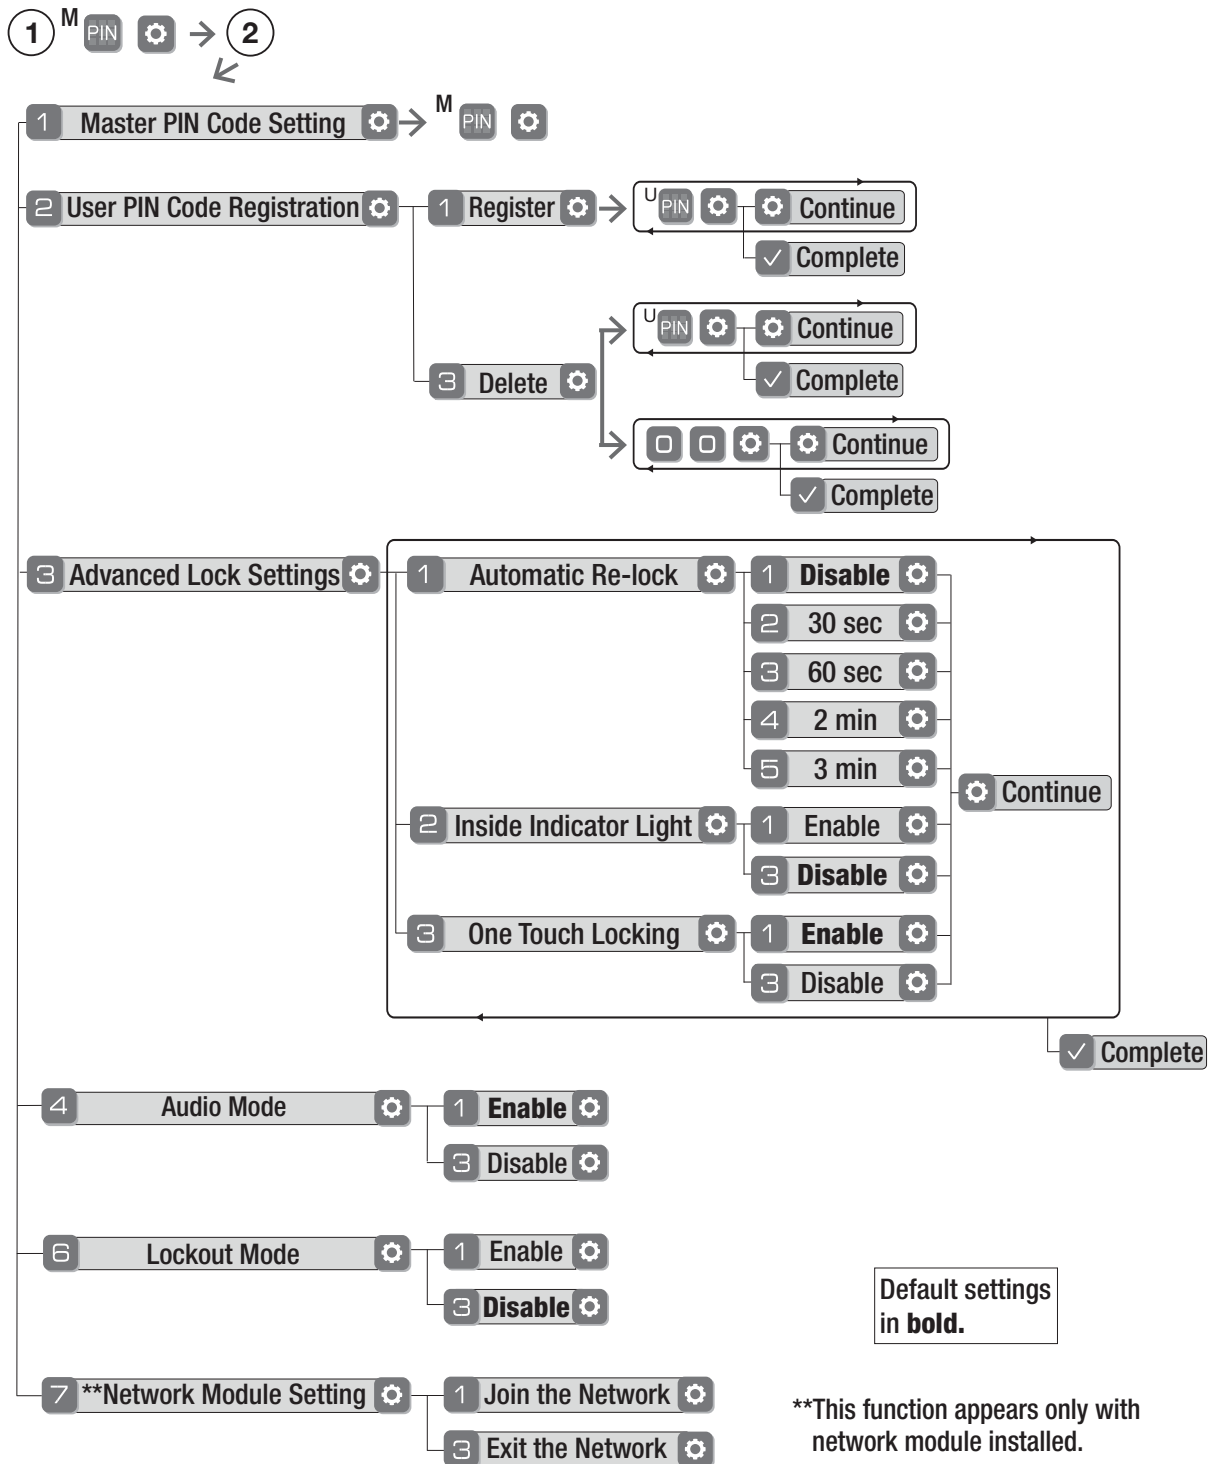 1 M PIN 2
1 Master PIN Code Setting M PIN
2 User PIN Code Registration 1 Register U PIN Continue
Complete
U PIN Continue
3 Delete Complete
0 0 Continue
Complete
3 Advanced Lock Settings 1 Automatic Re-lock 1 Disable
2 30 sec
3 60 sec
4 2 min
5 3 min
Continue
2 Inside Indicator Light 1 Enable
3 Disable
3 One Touch Locking 1 Enable
3 Disable
Complete
4 Audio Mode 1 Enable
3 Disable
6 Lockout Mode 1 Enable
3 Disable
Default settings
in bold.
7 **Network Module Setting 1 Join the Network
3 Exit the Network
**This function appears only with
network module installed.